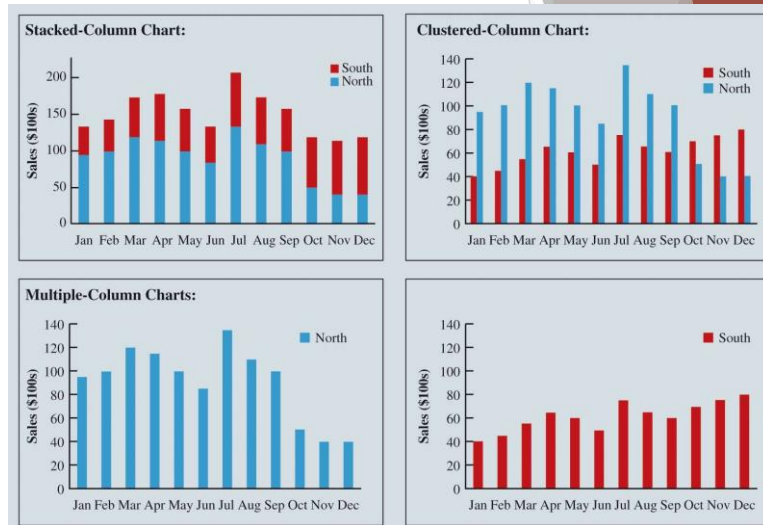 Stacked-Column Chart:
South
North
Sales ($100s)
200
150
100
50
0
Jan Feb Mar Apr May Jun Jul Aug Sep Oct Nov Dec
Clustered-Column Chart:
South
North
Sales ($100s)
140
120
100
80
60
40
20
0
Jan Feb Mar Apr May Jun Jul Aug Sep Oct Nov Dec
Multiple-Column Charts:
North
Sales ($100s)
140
120
100
80
60
40
20
0
Jan Feb Mar Apr May Jun Jul Aug Sep Oct Nov Dec
South
Sales ($100s)
140
120
100
80
60
40
20
0
Jan Feb Mar Apr May Jun Jul Aug Sep Oct Nov Dec